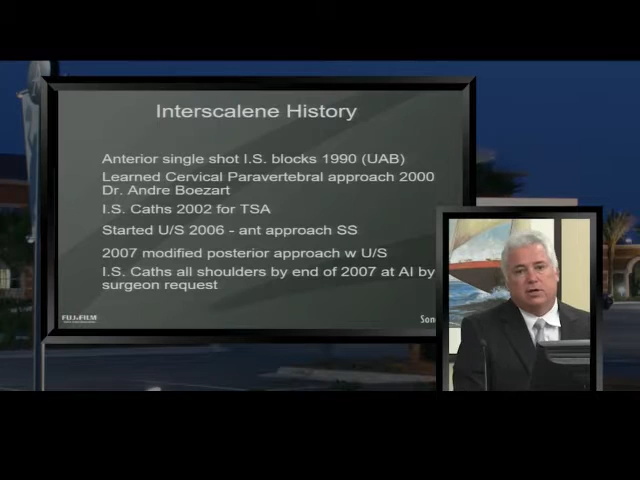 Interscalene History
Anterior single shot I.S. blocks 1990 (UAB)
Learned Cervical Paravertebral approach 2000
Dr. Andre Boezart
I.S. Caths 2002 for TSA
Started U/S 2006 - ant approach SS
2007 modified posterior approach w U/S
I.S. Caths all shoulders by end of 2007 at AI by
surgeon request
FUJIFILM